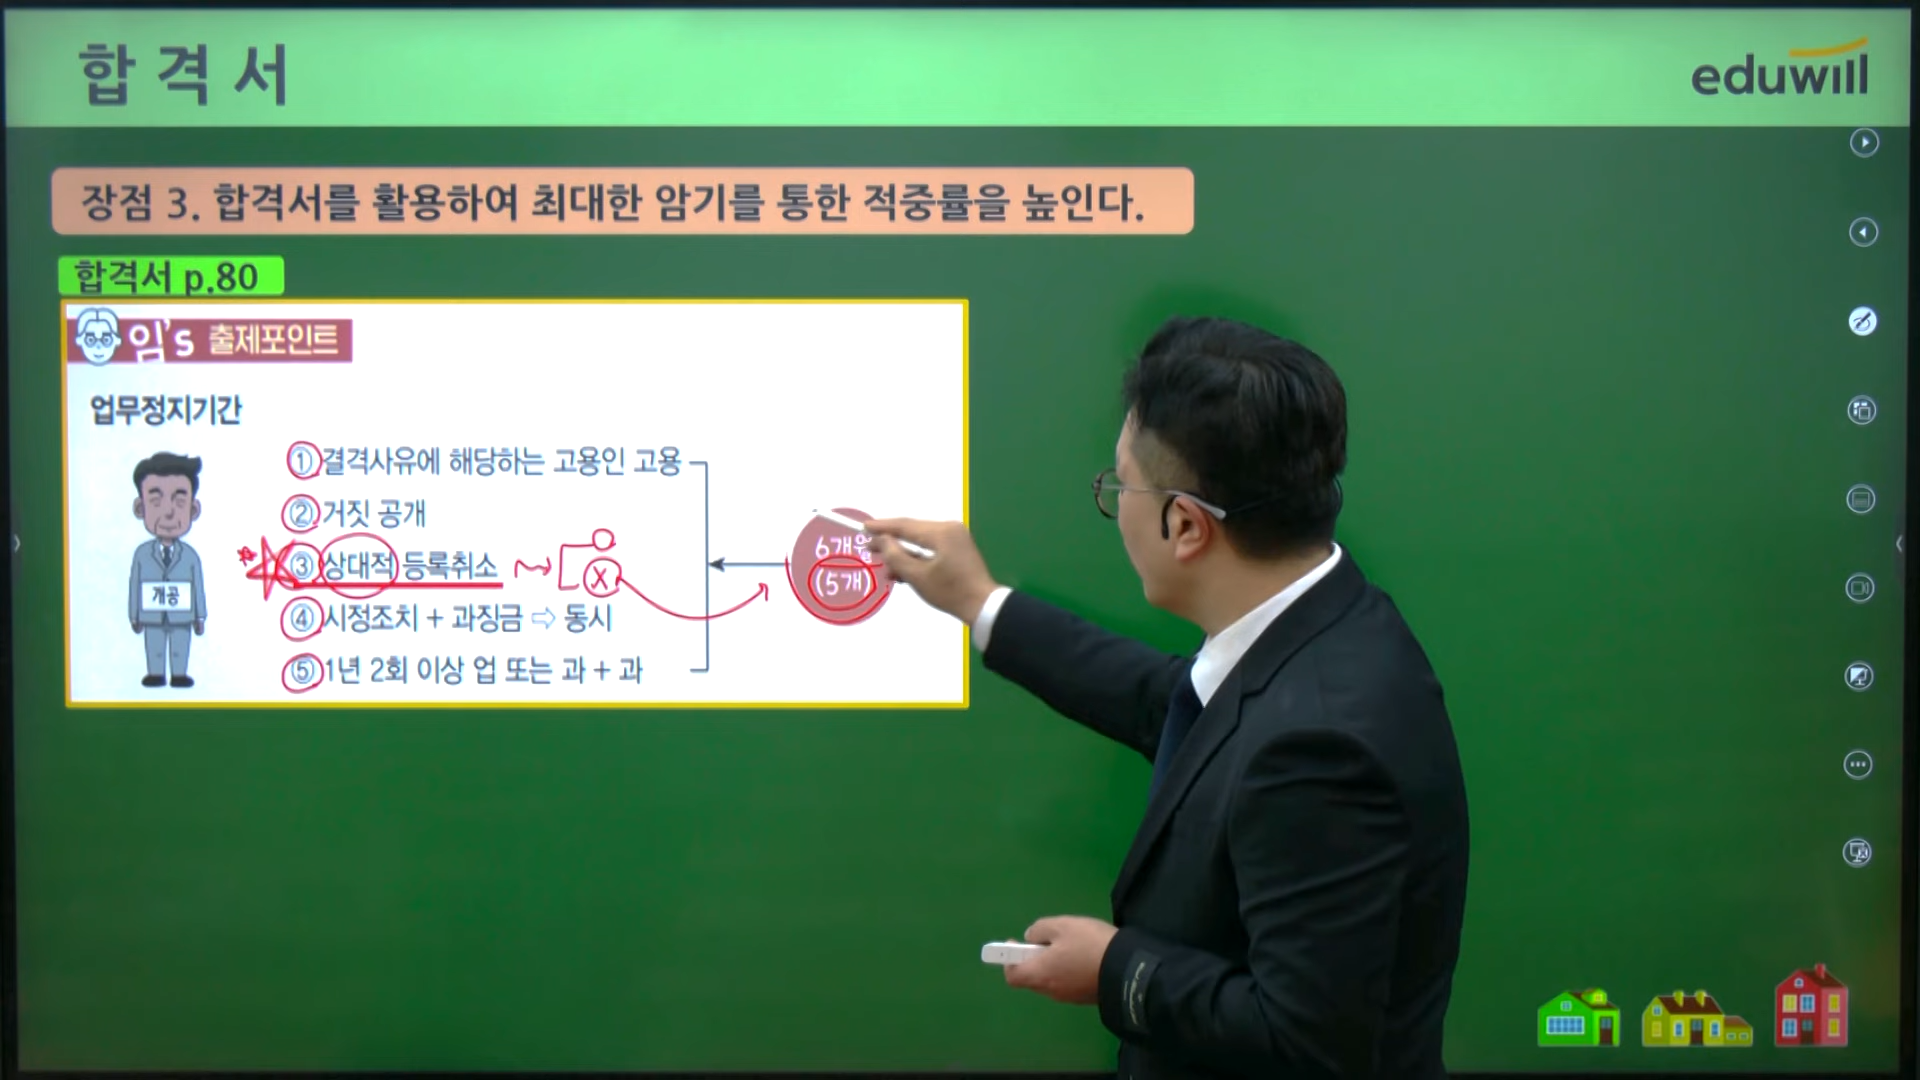 합격서
eduwill
장점 3. 합격서를 활용하여 최대한 암기를 통한 적중률을 높인다.
합격서 p.80
임's 출제포인트
업무정지기간
① 결격사유에 해당하는 고용인 고용
② 거짓 공개
③ 상대적 등록취소
④ 시정조치 + 과징금 ⇨ 동시
⑤ 1년 2회 이상 업 또는 과 + 과
개공
6개월
(5개)
X